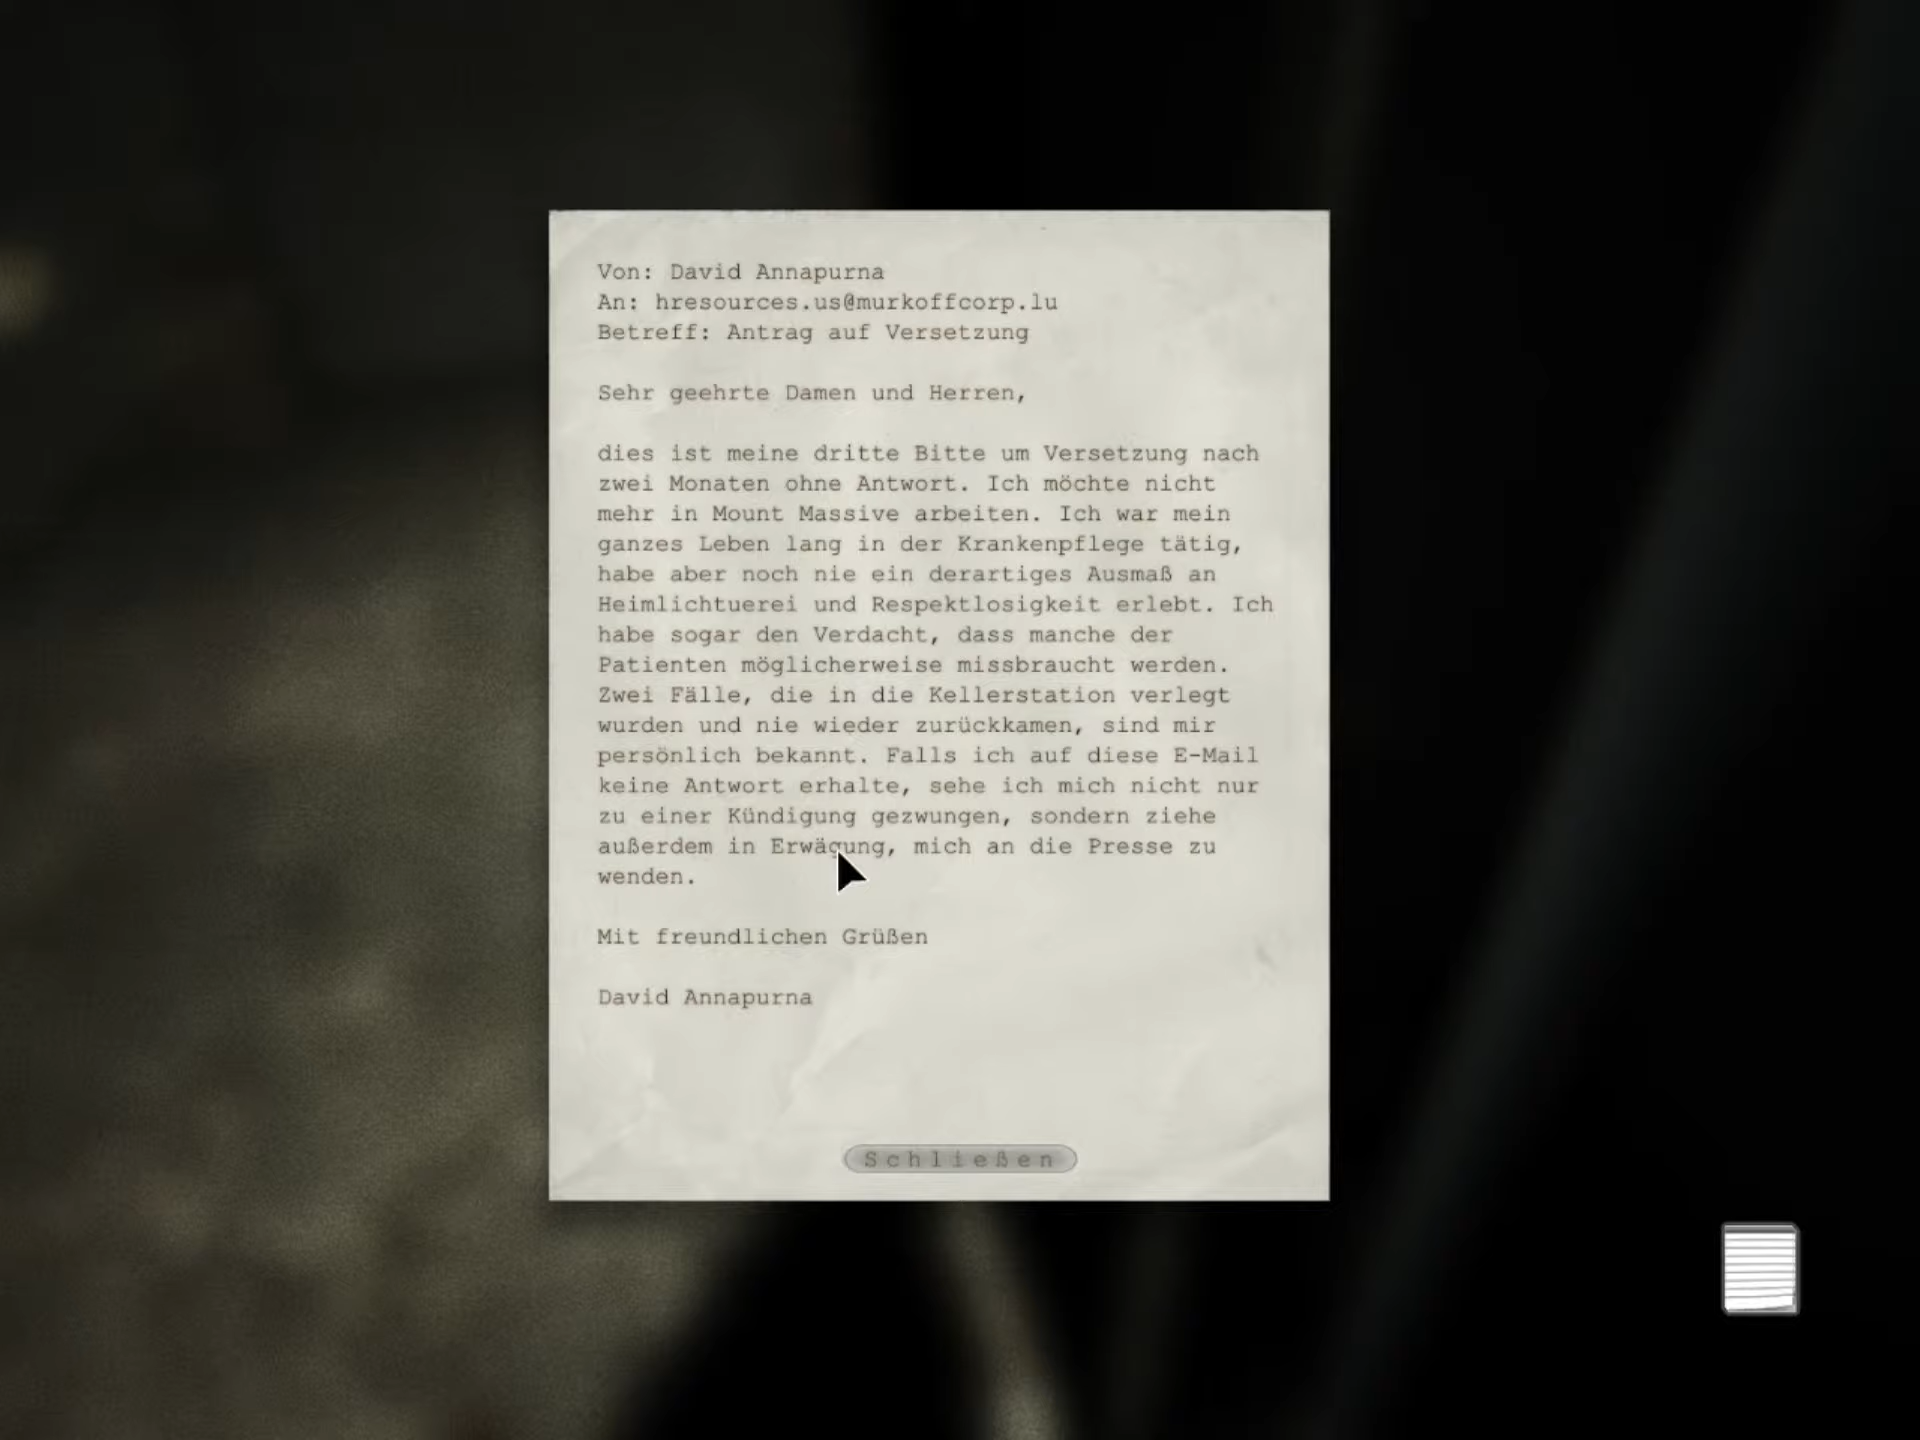 Von: David Annapurna
An: hresources.us@murkoffcorp.lu
Betreff: Antrag auf Versetzung
Sehr geehrte Damen und Herren,
dies ist meine dritte Bitte um Versetzung nach
zwei Monaten ohne Antwort. Ich möchte nicht
mehr in Mount Massive arbeiten. Ich war mein
ganzes Leben lang in der Krankenpflege tätig,
habe aber noch nie ein derartiges Ausmaß an
Heimlichtuerei und Respektlosigkeit erlebt. Ich
habe sogar den Verdacht, dass manche der
Patienten möglicherweise missbraucht werden.
Zwei Fälle, die in die Kellerstation verlegt
wurden und nie wieder zurückkamen, sind mir
persönlich bekannt. Falls ich auf diese E-Mail
keine Antwort erhalte, sehe ich mich nicht nur
zu einer Kündigung gezwungen, sondern ziehe
außerdem in Erwägung, mich an die Presse zu
wenden.
Mit freundlichen Grüßen
David Annapurna
Schließen